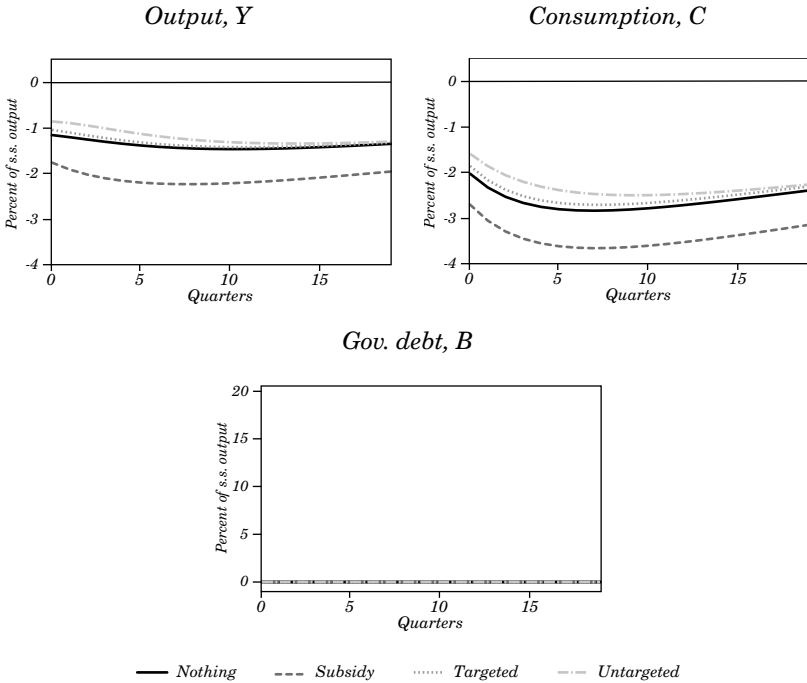 Output, Y
Consumption, C
Percent of s.s. output
0
-1
-2
-3
-4
0 5 10 15
Quarters
Percent of s.s. output
0
-1
-2
-3
-4
0 5 10 15
Quarters
Gov. debt, B
Percent of s.s. output
20
15
10
5
0
0 5 10 15
Quarters
Nothing Subsidy Targeted Untargeted